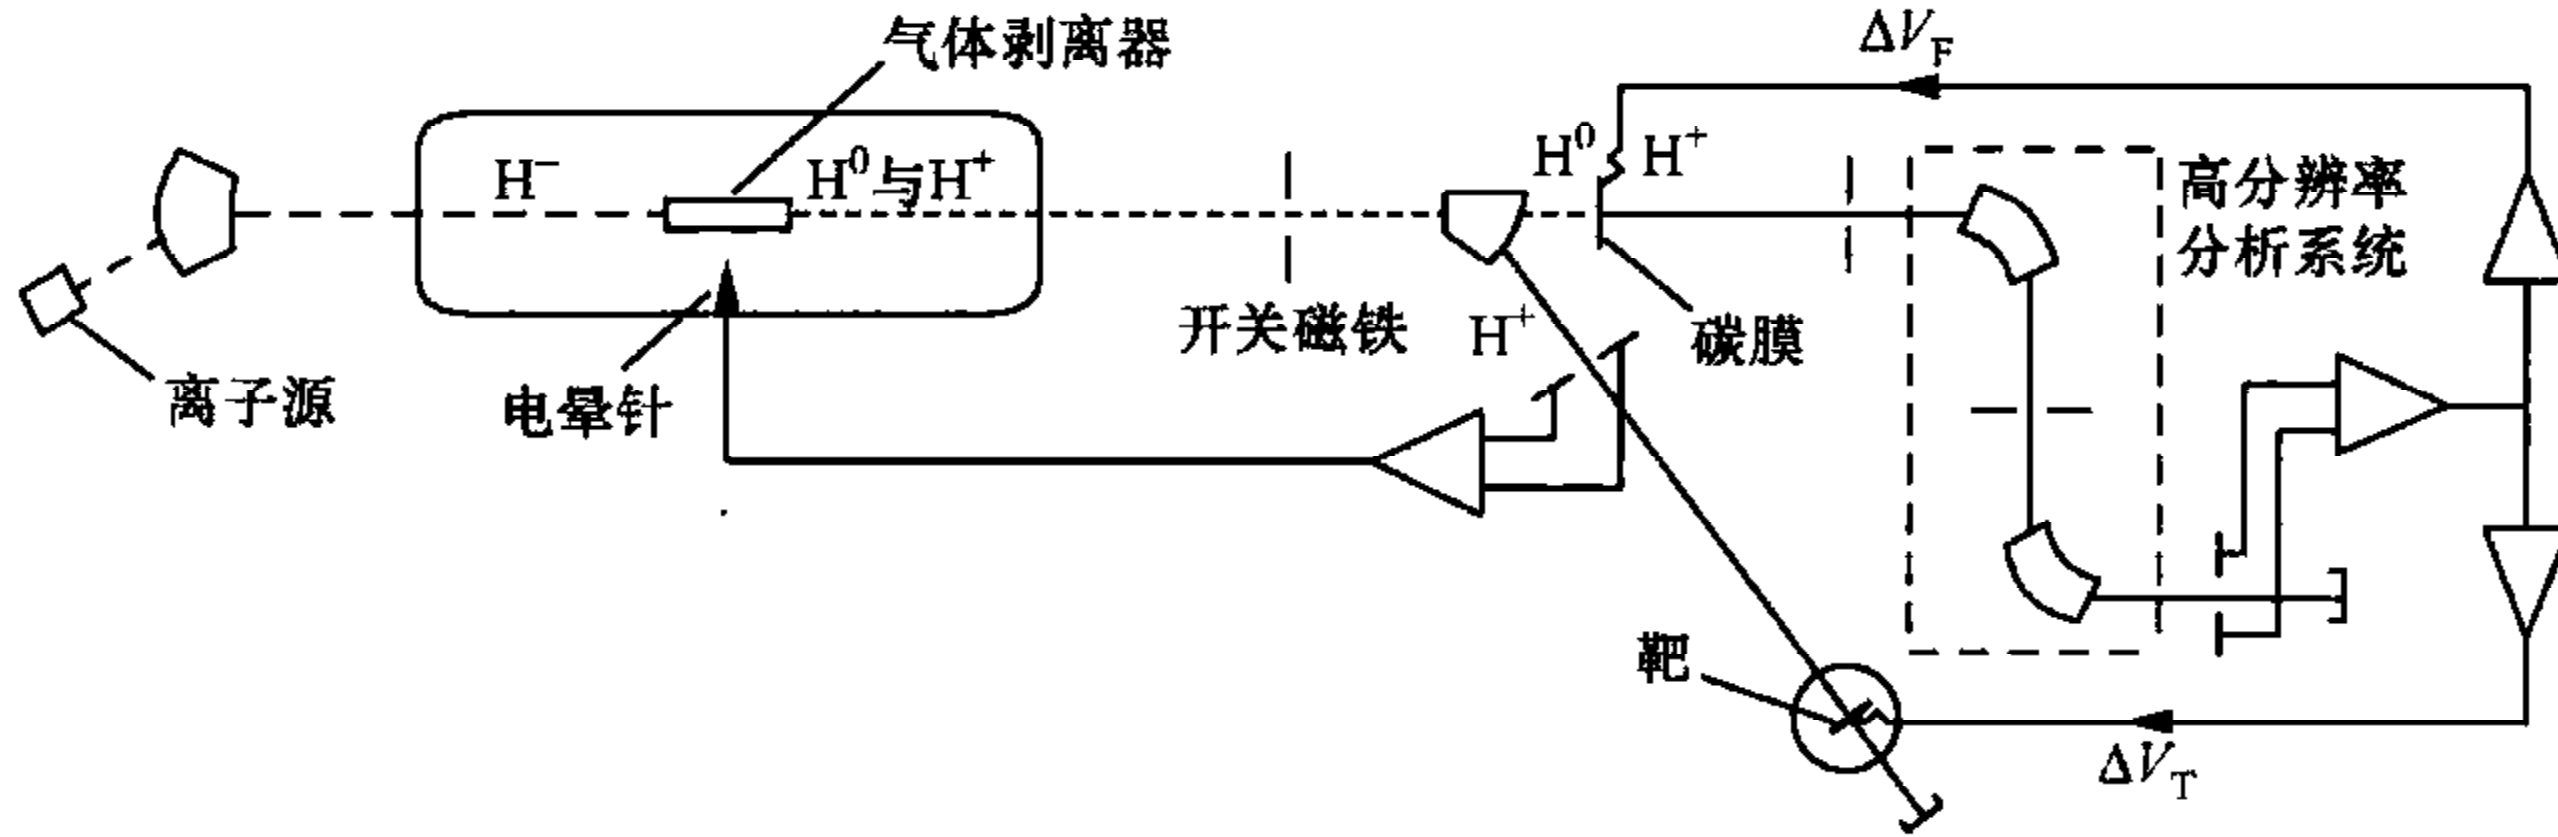 气体剥离器
ΔV_F
H⁻
H⁰与H⁺
H⁰
H⁺
高分辨率
分析系统
开关磁铁
H⁺
碳膜
离子源
电晕针
靶
ΔV_T